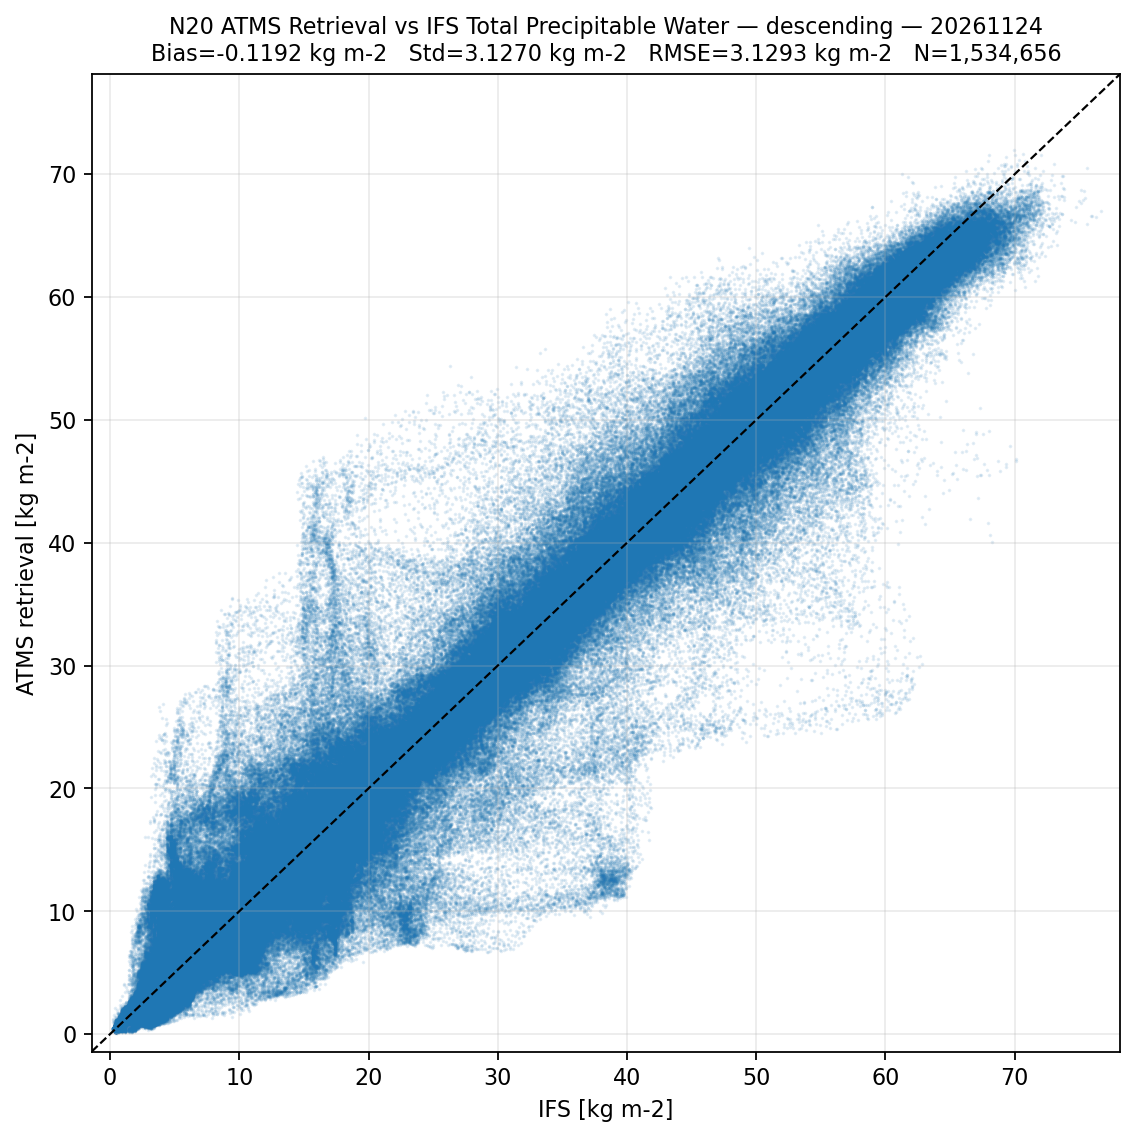 N20 ATMS Retrieval vs IFS Total Precipitable Water — descending — 20261124
Bias=-0.1192 kg m-2   Std=3.1270 kg m-2   RMSE=3.1293 kg m-2   N=1,534,656
70
60
50
40
30
20
10
0
ATMS retrieval [kg m-2]
0 10 20 30 40 50 60 70
IFS [kg m-2]